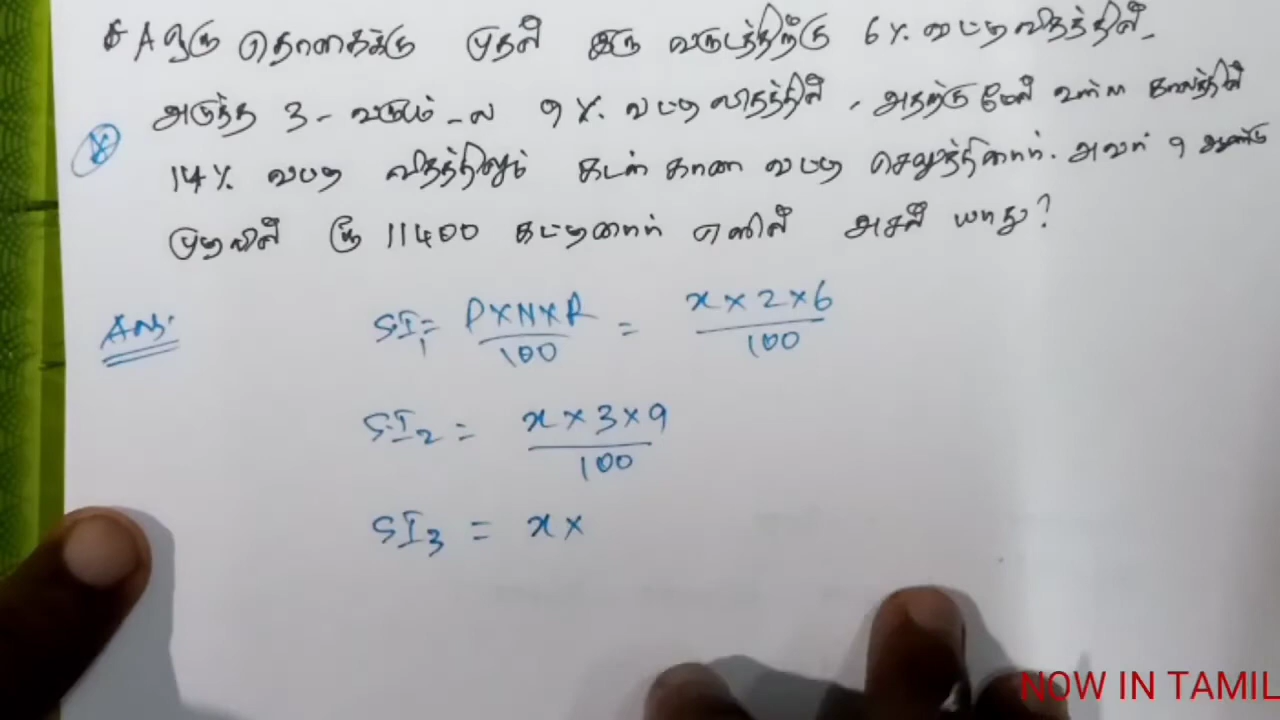 A ஒரு தொகைக்கு முதல் இரு வருடத்திற்கு 6%. வட்டி விதத்தில்
அடுத்த 3 - வருடம் - ல 9%. வட்டி விதத்தில், அதற்கு மேல் உள்ள காலத்தில்
14%. வட்டி விதத்திலும் கடன் கான வட்டி செலுத்தினார். அவர் 9 ஆண்டு
முதலில் ரூ 11400 கட்டினார் எனில் அசல் யாது?
Ans:
SI1 = P×N×R / 100 = x × 2 × 6 / 100
SI2 = x × 3 × 9 / 100
SI3 = x ×
NOW IN TAMIL